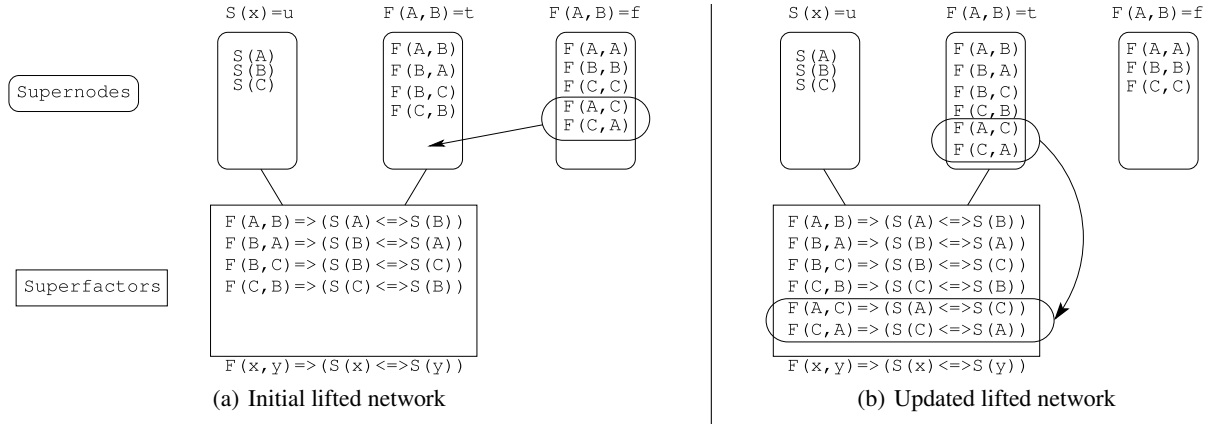 S(x)=u
F(A,B)=t
F(A,B)=f
Supernodes
S(A)
S(B)
S(C)
F(A,B)
F(B,A)
F(B,C)
F(C,B)
F(A,A)
F(B,B)
F(C,C)
F(A,C)
F(C,A)
Superfactors
F(A,B)=>(S(A)<=>S(B))
F(B,A)=>(S(B)<=>S(A))
F(B,C)=>(S(B)<=>S(C))
F(C,B)=>(S(C)<=>S(B))
F(x,y)=>(S(x)<=>S(y))
(a) Initial lifted network
S(x)=u
F(A,B)=t
F(A,B)=f
S(A)
S(B)
S(C)
F(A,B)
F(B,A)
F(B,C)
F(C,B)
F(A,C)
F(C,A)
F(A,A)
F(B,B)
F(C,C)
F(A,B)=>(S(A)<=>S(B))
F(B,A)=>(S(B)<=>S(A))
F(B,C)=>(S(B)<=>S(C))
F(C,B)=>(S(C)<=>S(B))
F(A,C)=>(S(A)<=>S(C))
F(C,A)=>(S(C)<=>S(A))
F(x,y)=>(S(x)<=>S(y))
(b) Updated lifted network